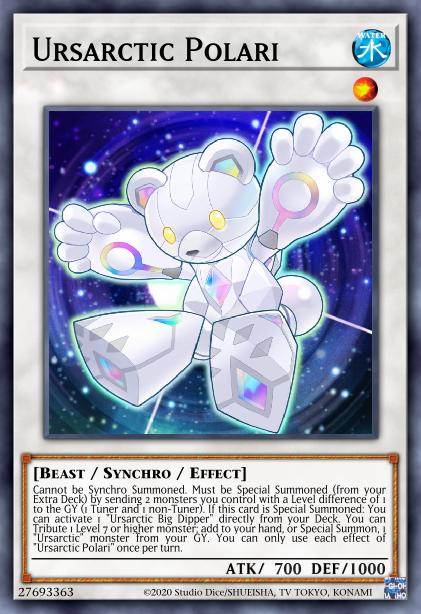 URSARCTIC POLARI
WATER
水
[BEAST / SYNCHRO / EFFECT]
Cannot be Synchro Summoned. Must be Special Summoned (from your
Extra Deck) by sending 2 monsters you control with a Level difference of 1
to the GY (1 Tuner and 1 non-Tuner). If this card is Special Summoned: You
can activate 1 "Ursarctic Big Dipper" directly from your Deck. You can
Tribute 1 Level 7 or higher monster; add to your hand, or Special Summon, 1
"Ursarctic" monster from your GY. You can only use each effect of
"Ursarctic Polari" once per turn.
ATK/ 700 DEF/1000
27693363
©2020 Studio Dice/SHUEISHA, TV TOKYO, KONAMI